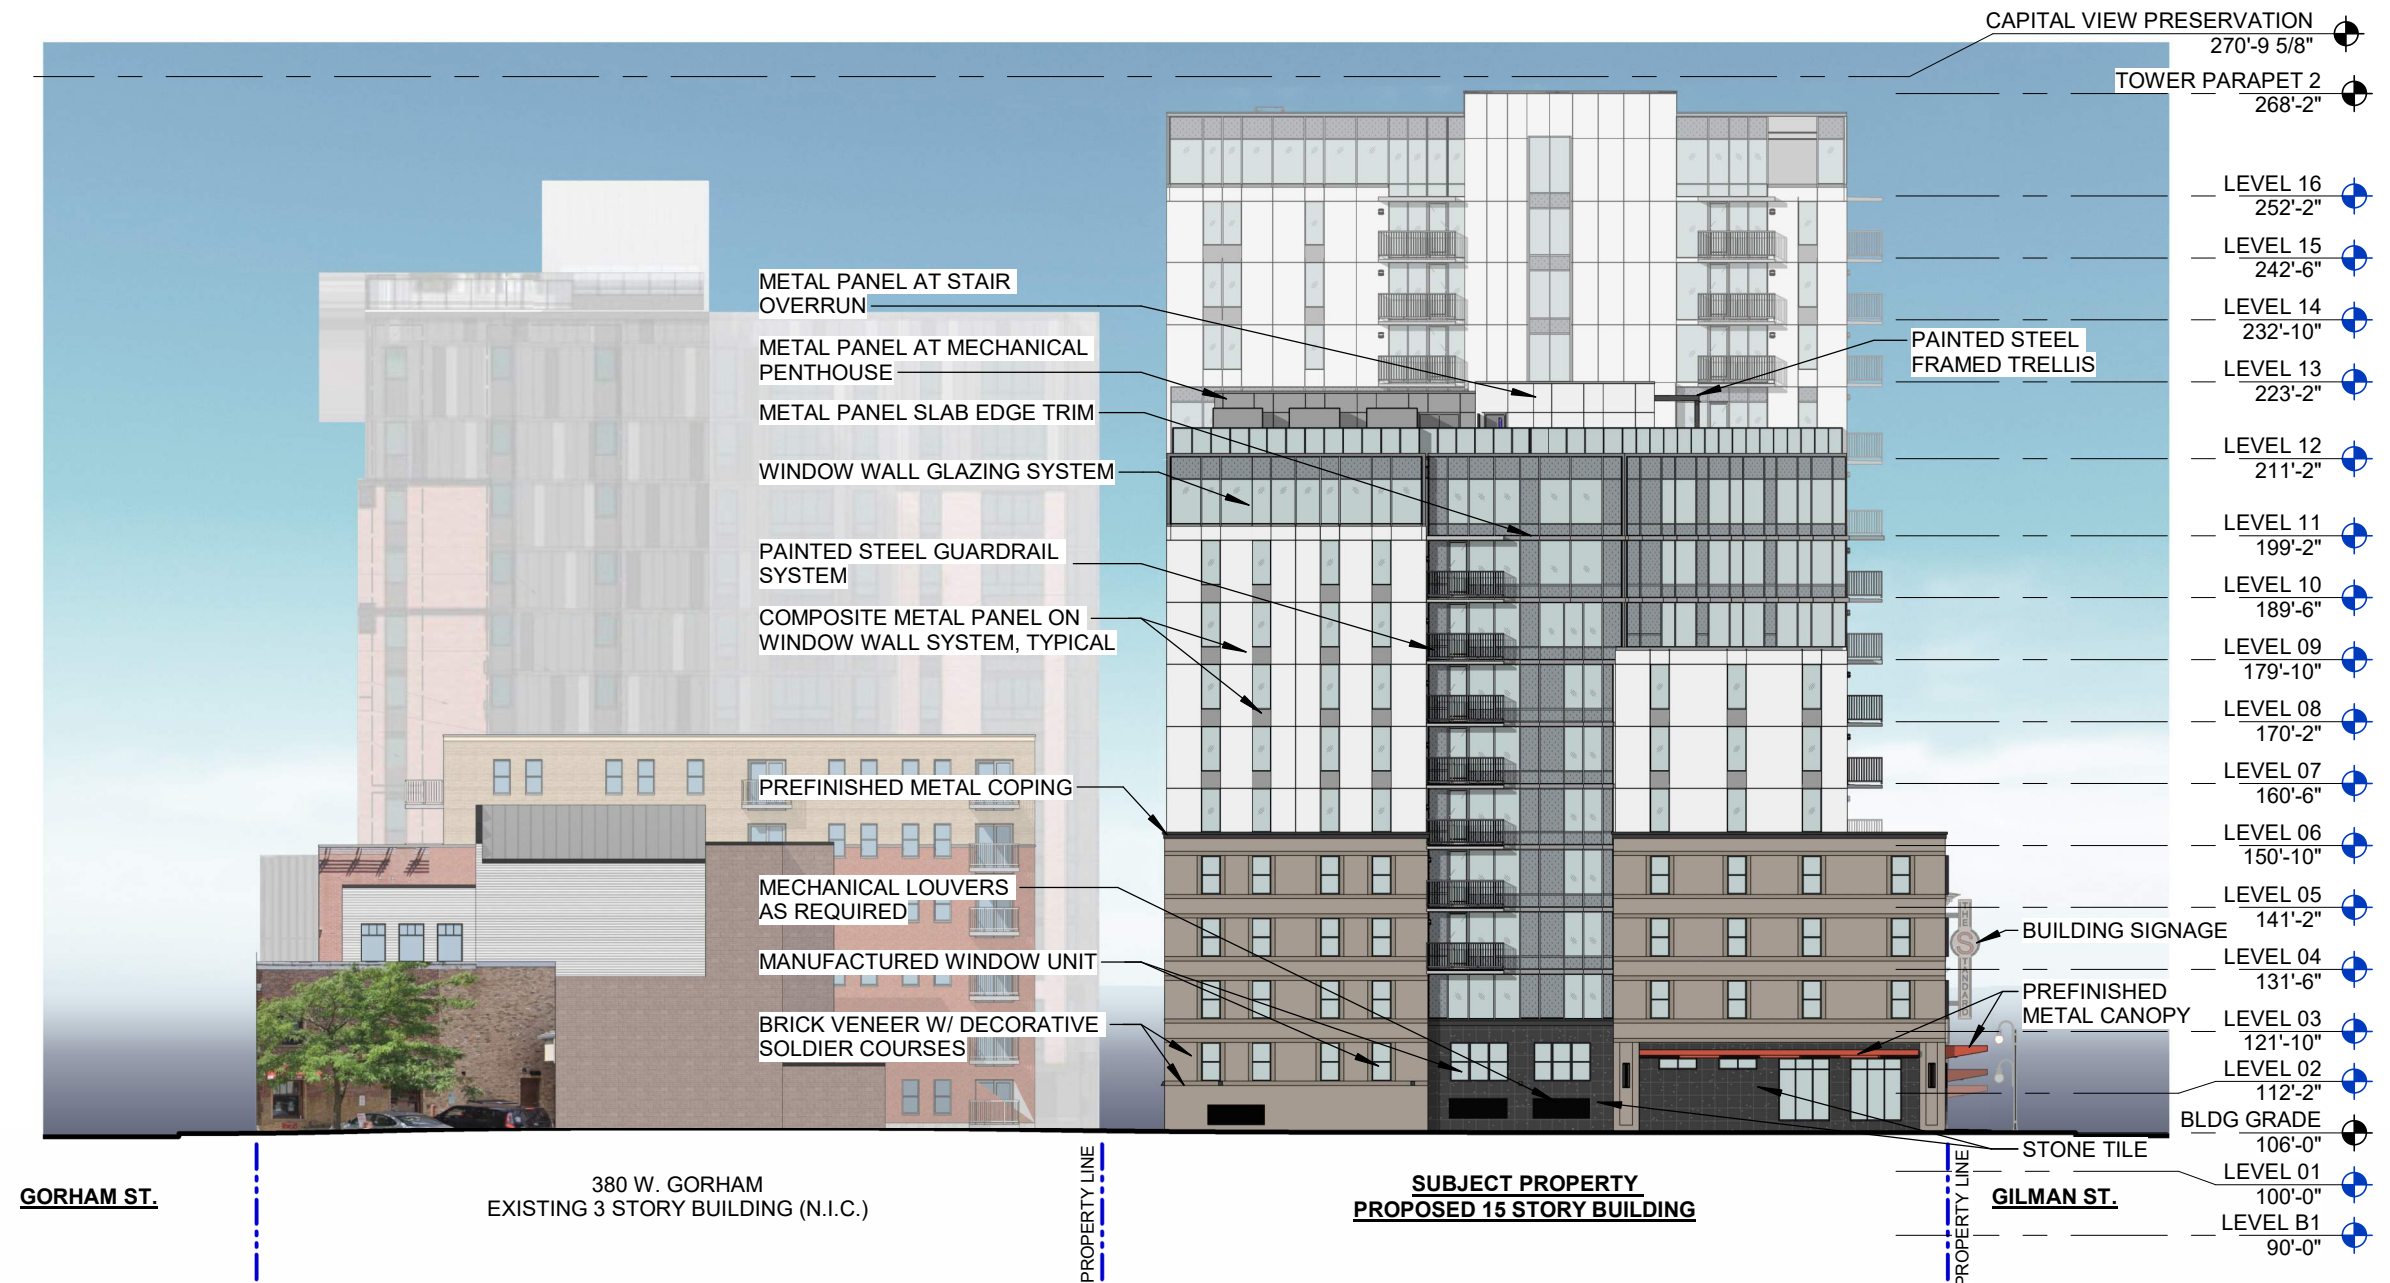 CAPITAL VIEW PRESERVATION
270'-9 5/8"
TOWER PARAPET 2
268'-2"
LEVEL 16
252'-2"
LEVEL 15
242'-6"
LEVEL 14
232'-10"
LEVEL 13
223'-2"
LEVEL 12
211'-2"
LEVEL 11
199'-2"
LEVEL 10
189'-6"
LEVEL 09
179'-10"
LEVEL 08
170'-2"
LEVEL 07
160'-6"
LEVEL 06
150'-10"
LEVEL 05
141'-2"
LEVEL 04
131'-6"
LEVEL 03
121'-10"
LEVEL 02
112'-2"
BLDG GRADE
106'-0"
LEVEL 01
100'-0"
LEVEL B1
90'-0"
METAL PANEL AT STAIR
OVERRUN
METAL PANEL AT MECHANICAL
PENTHOUSE
METAL PANEL SLAB EDGE TRIM
WINDOW WALL GLAZING SYSTEM
PAINTED STEEL GUARDRAIL
SYSTEM
COMPOSITE METAL PANEL ON
WINDOW WALL SYSTEM, TYPICAL
PREFINISHED METAL COPING
MECHANICAL LOUVERS
AS REQUIRED
MANUFACTURED WINDOW UNIT
BRICK VENEER W/ DECORATIVE
SOLDIER COURSES
PAINTED STEEL
FRAMED TRELLIS
THE
S
TANDARD
BUILDING SIGNAGE
PREFINISHED
METAL CANOPY
STONE TILE
GORHAM ST.
380 W. GORHAM
EXISTING 3 STORY BUILDING (N.I.C.)
PROPERTY LINE
SUBJECT PROPERTY
PROPOSED 15 STORY BUILDING
PROPERTY LINE
GILMAN ST.